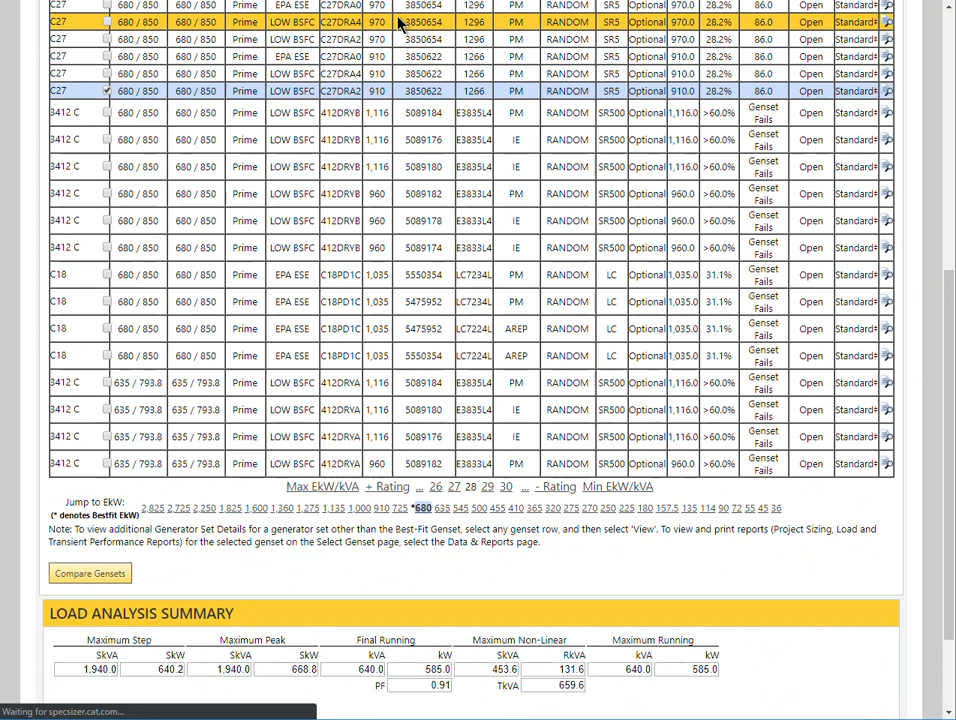 C27 680 / 850 680 / 850 Prime EPA ESE C27DRA0 970 3850654 1296 PM RANDOM SR5 Optional 970.0 28.2% 86.0 Open Standard‡
C27 680 / 850 680 / 850 Prime LOW BSFC C27DRA4 970 3850654 1296 PM RANDOM SR5 Optional 970.0 28.2% 86.0 Open Standard‡
C27 680 / 850 680 / 850 Prime LOW BSFC C27DRA2 970 3850654 1296 PM RANDOM SR5 Optional 970.0 28.2% 86.0 Open Standard‡
C27 680 / 850 680 / 850 Prime EPA ESE C27DRA0 910 3850622 1266 PM RANDOM SR5 Optional 910.0 28.2% 86.0 Open Standard‡
C27 680 / 850 680 / 850 Prime LOW BSFC C27DRA4 910 3850622 1266 PM RANDOM SR5 Optional 910.0 28.2% 86.0 Open Standard‡
C27 680 / 850 680 / 850 Prime LOW BSFC C27DRA2 910 3850622 1266 PM RANDOM SR5 Optional 910.0 28.2% 86.0 Open Standard‡
3412 C 680 / 850 680 / 850 Prime LOW BSFC 412DRYB 1,116 5089184 E3835L4 PM RANDOM SR500 Optional 1,116.0 >60.0% Genset Fails Open Standard‡
3412 C 680 / 850 680 / 850 Prime LOW BSFC 412DRYB 1,116 5089176 E3835L4 IE RANDOM SR500 Optional 1,116.0 >60.0% Genset Fails Open Standard‡
3412 C 680 / 850 680 / 850 Prime LOW BSFC 412DRYB 1,116 5089180 E3835L4 IE RANDOM SR500 Optional 1,116.0 >60.0% Genset Fails Open Standard‡
3412 C 680 / 850 680 / 850 Prime LOW BSFC 412DRYB 960 5089182 E3833L4 PM RANDOM SR500 Optional 960.0 >60.0% Genset Fails Open Standard‡
3412 C 680 / 850 680 / 850 Prime LOW BSFC 412DRYB 960 5089178 E3833L4 IE RANDOM SR500 Optional 960.0 >60.0% Genset Fails Open Standard‡
3412 C 680 / 850 680 / 850 Prime LOW BSFC 412DRYB 960 5089174 E3833L4 IE RANDOM SR500 Optional 960.0 >60.0% Genset Fails Open Standard‡
C18 680 / 850 680 / 850 Prime EPA ESE C18PD1C 1,035 5550354 LC7234L PM RANDOM LC Optional 1,035.0 31.1% Genset Fails Open Standard‡
C18 680 / 850 680 / 850 Prime EPA ESE C18PD1C 1,035 5475952 LC7234L PM RANDOM LC Optional 1,035.0 31.1% Genset Fails Open Standard‡
C18 680 / 850 680 / 850 Prime EPA ESE C18PD1C 1,035 5475952 LC7224L AREP RANDOM LC Optional 1,035.0 31.1% Genset Fails Open Standard‡
C18 680 / 850 680 / 850 Prime EPA ESE C18PD1C 1,035 5550354 LC7224L AREP RANDOM LC Optional 1,035.0 31.1% Genset Fails Open Standard‡
3412 C 635 / 793.8 635 / 793.8 Prime LOW BSFC 412DRYA 1,116 5089184 E3835L4 PM RANDOM SR500 Optional 1,116.0 >60.0% Genset Fails Open Standard‡
3412 C 635 / 793.8 635 / 793.8 Prime LOW BSFC 412DRYA 1,116 5089180 E3835L4 IE RANDOM SR500 Optional 1,116.0 >60.0% Genset Fails Open Standard‡
3412 C 635 / 793.8 635 / 793.8 Prime LOW BSFC 412DRYA 1,116 5089176 E3835L4 IE RANDOM SR500 Optional 1,116.0 >60.0% Genset Fails Open Standard‡
3412 C 635 / 793.8 635 / 793.8 Prime LOW BSFC 412DRYA 960 5089182 E3833L4 PM RANDOM SR500 Optional 960.0 >60.0% Genset Fails Open Standard‡
Max EkW/kVA + Rating ... 26 27 28 29 30 ... - Rating Min EkW/kVA
Jump to EkW:
(* denotes Bestfit EkW) 2,825 2,725 2,250 1,825 1,600 1,360 1,275 1,135 1,000 910 725 *680 635 545 500 455 410 365 320 275 270 250 225 180 157.5 135 114 90 72 55 45 36
Note: To view additional Generator Set Details for a generator set other than the Best-Fit Genset, select any genset row, and then select 'View'. To view and print reports (Project Sizing, Load and
Transient Performance Reports) for the selected genset on the Select Genset page, select the Data & Reports page.
Compare Gensets
LOAD ANALYSIS SUMMARY
Maximum Step Maximum Peak Final Running Maximum Non-Linear Maximum Running
SkVA SkW SkVA SkW kVA kW SkVA RkVA kVA kW
1,940.0 640.2 1,940.0 668.8 640.0 585.0 453.6 131.6 640.0 585.0
PF 0.91 TkVA 659.6
Waiting for specsizer.cat.com...